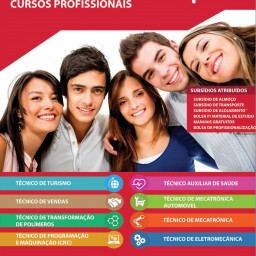 CURSOS PROFISSIONAIS
SUBSÍDIOS ATRIBUÍDOS
SUBSÍDIO DE ALMOÇO
SUBSÍDIO DE TRANSPORTE
SUBSÍDIO DE ALOJAMENTO
BOLSA P/ MATERIAL DE ESTUDO
MANUAIS GRATUITOS
BOLSA DE PROFISSIONALIZAÇÃO
TÉCNICO DE TURISMO
TÉCNICO AUXILIAR DE SAÚDE
TÉCNICO DE VENDAS
TÉCNICO DE MECATRÓNICA
AUTOMÓVEL
TÉCNICO DE TRANSFORMAÇÃO
DE POLÍMEROS
TÉCNICO DE MECATRÓNICA
TÉCNICO DE PROGRAMAÇÃO
E MAQUINAÇÃO (CNC)
TÉCNICO DE ELETROMECÂNICA